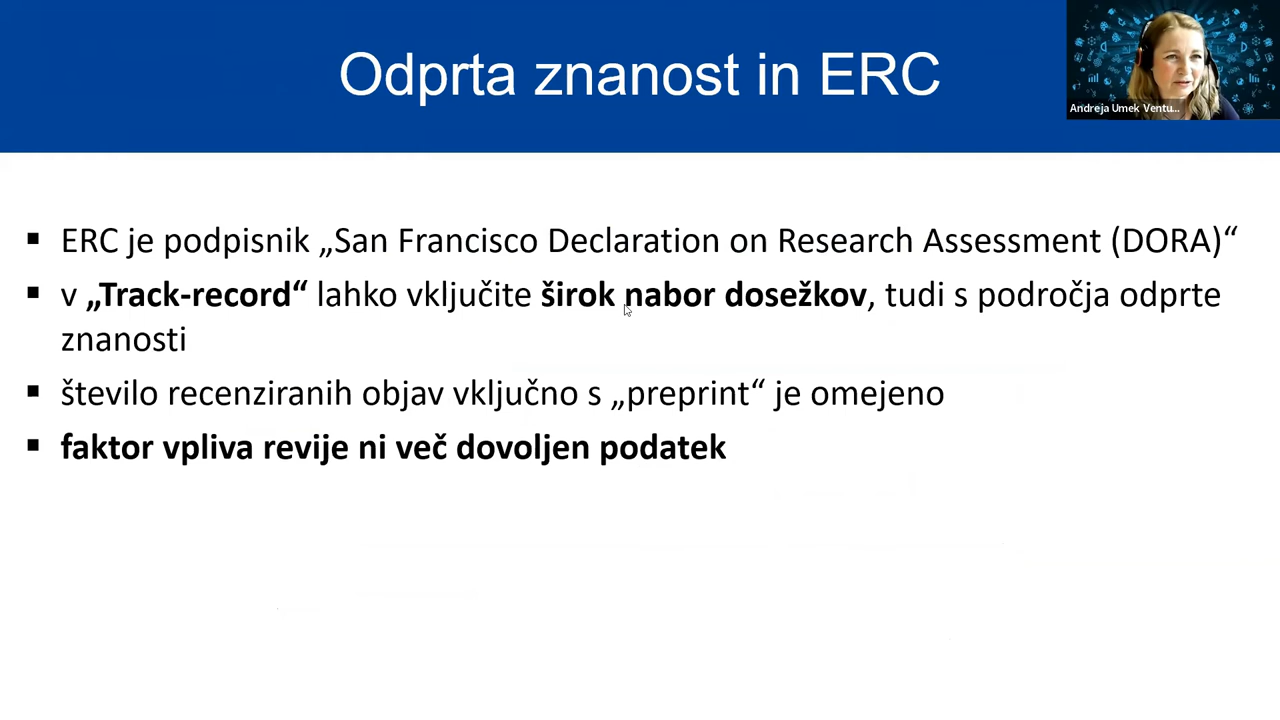 Odprta znanost in ERC
Andreja Umek Ventu...
▪ ERC je podpisnik „San Francisco Declaration on Research Assessment (DORA)“
▪ v „Track-record“ lahko vključite širok nabor dosežkov, tudi s področja odprte
znanosti
▪ število recenziranih objav vključno s „preprint“ je omejeno
▪ faktor vpliva revije ni več dovoljen podatek